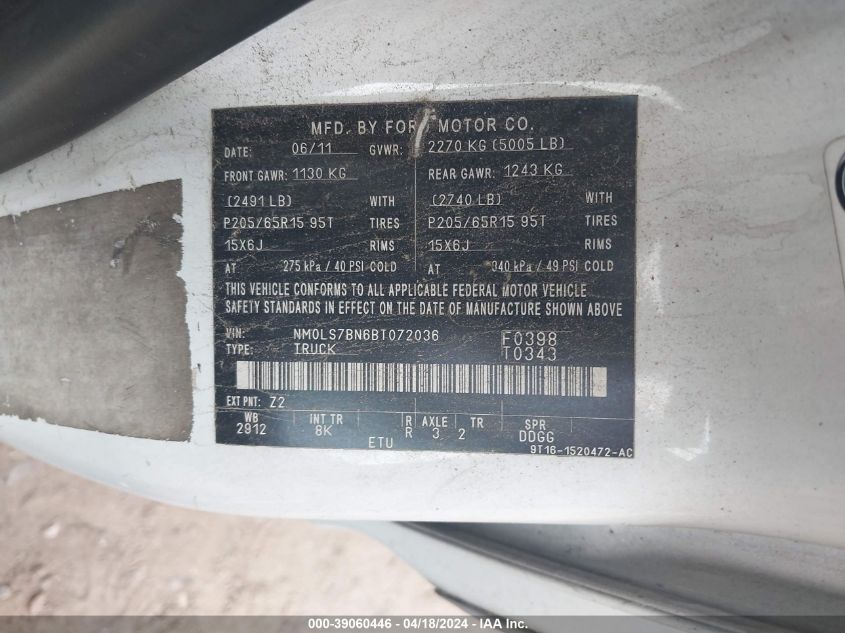 MFD. BY FORD MOTOR CO.
DATE: 06/11 GVWR: 2270 KG (5005 LB)
FRONT GAWR: 1130 KG REAR GAWR: 1243 KG
(2491 LB) WITH (2740 LB) WITH
P205/65R15 95T TIRES P205/65R15 95T TIRES
15X6J RIMS 15X6J RIMS
AT 275 kPa / 40 PSI COLD AT 340 kPa / 49 PSI COLD
THIS VEHICLE CONFORMS TO ALL APPLICABLE FEDERAL MOTOR VEHICLE
SAFETY STANDARDS IN EFFECT ON THE DATE OF MANUFACTURE SHOWN ABOVE
VIN: NM0LS7BN6BT072036 F0398
TYPE: TRUCK T0343
EXT PNT: Z2
WB INT TR R AXLE TR SPR
2912 8K R 3 2 DDGG
ETU 9T16-1520472-AC
000-39060446 - 04/18/2024 - IAAI.com